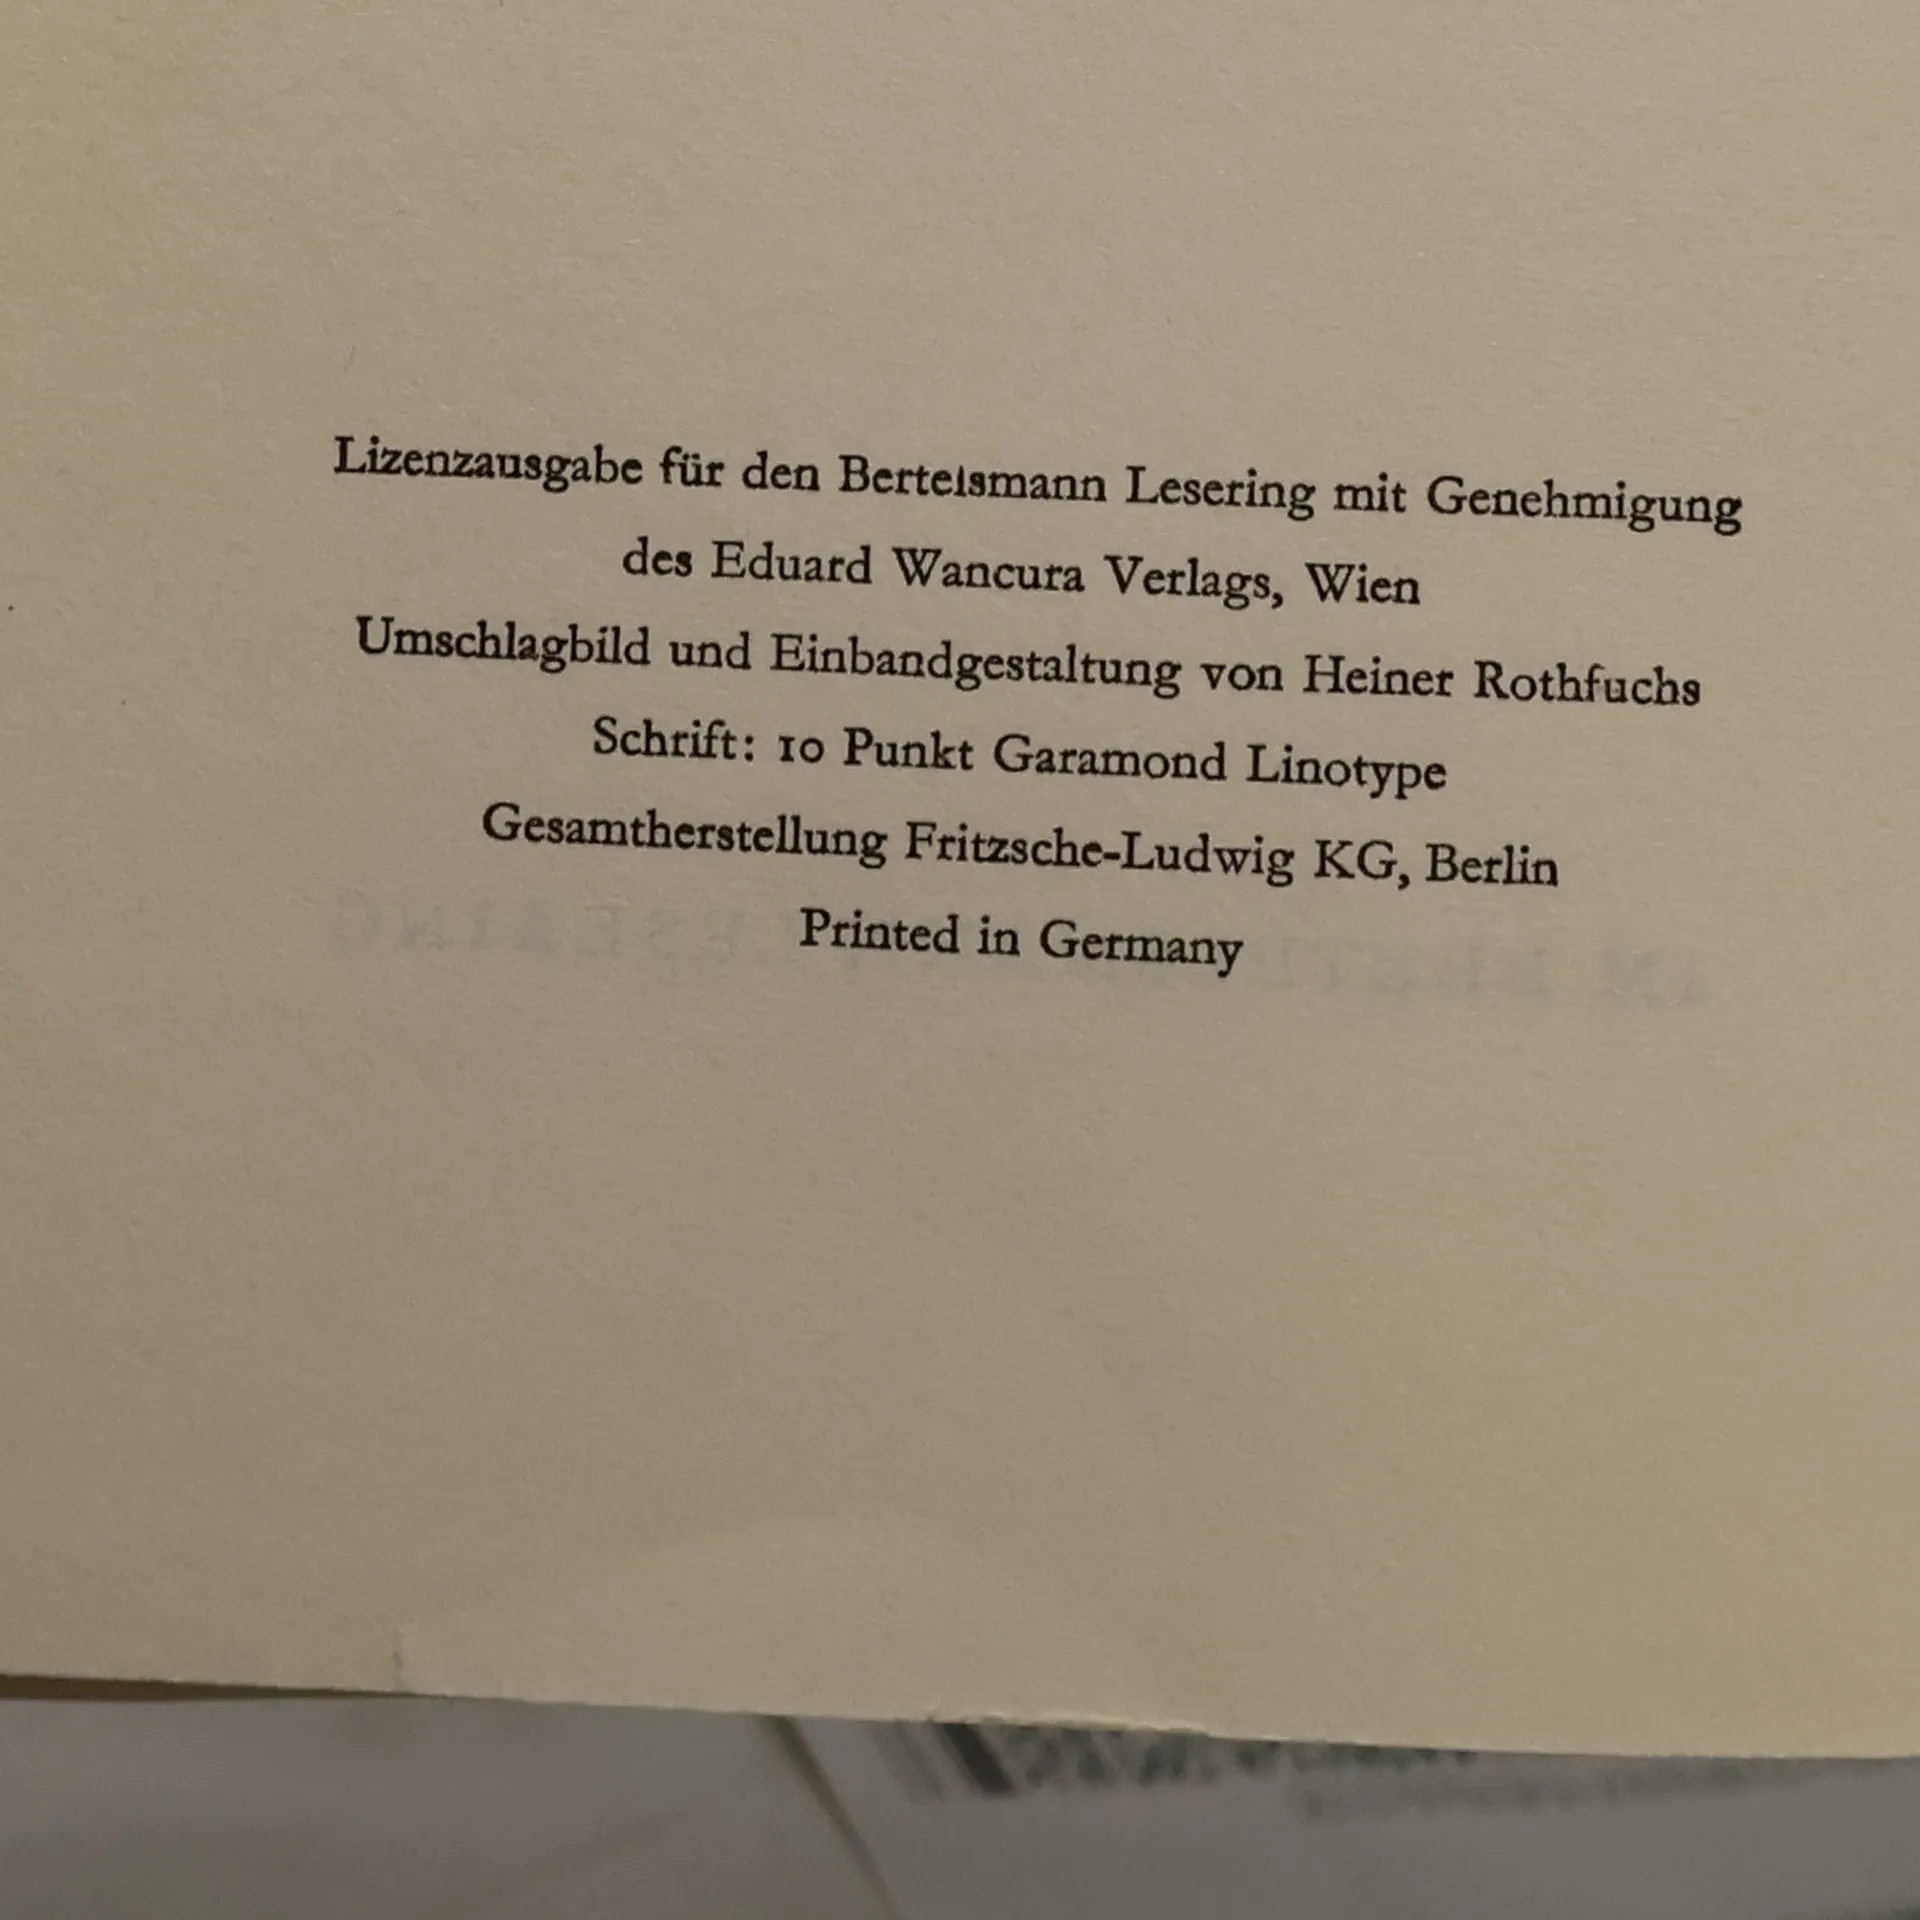 Lizenzausgabe für den Bertelsmann Lesering mit Genehmigung
des Eduard Wancura Verlags, Wien
Umschlagbild und Einbandgestaltung von Heiner Rothfuchs
Schrift: 10 Punkt Garamond Linotype
Gesamtherstellung Fritzsche-Ludwig KG, Berlin
Printed in Germany